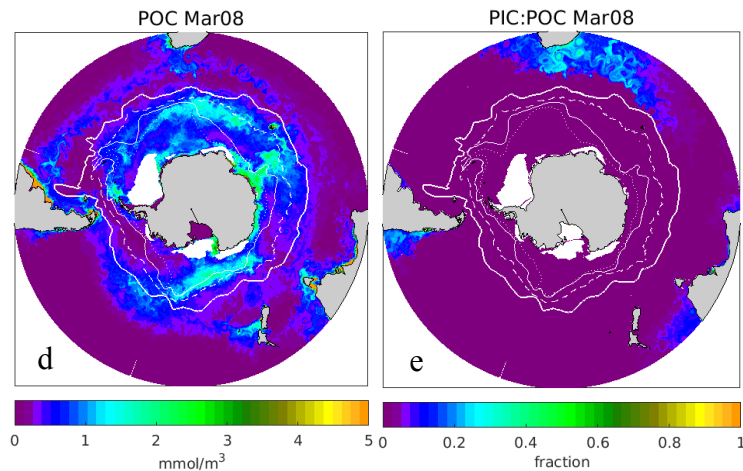 POC Mar08
PIC:POC Mar08
d
e
0 1 2 3 4 5
mmol/m³
0 0.2 0.4 0.6 0.8 1
fraction